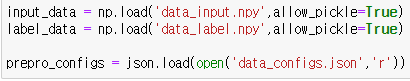 input_data = np.load('data_input.npy',allow_pickle=True)
label_data = np.load('data_label.npy',allow_pickle=True)
prepro_configs = json.load(open('data_configs.json','r'))